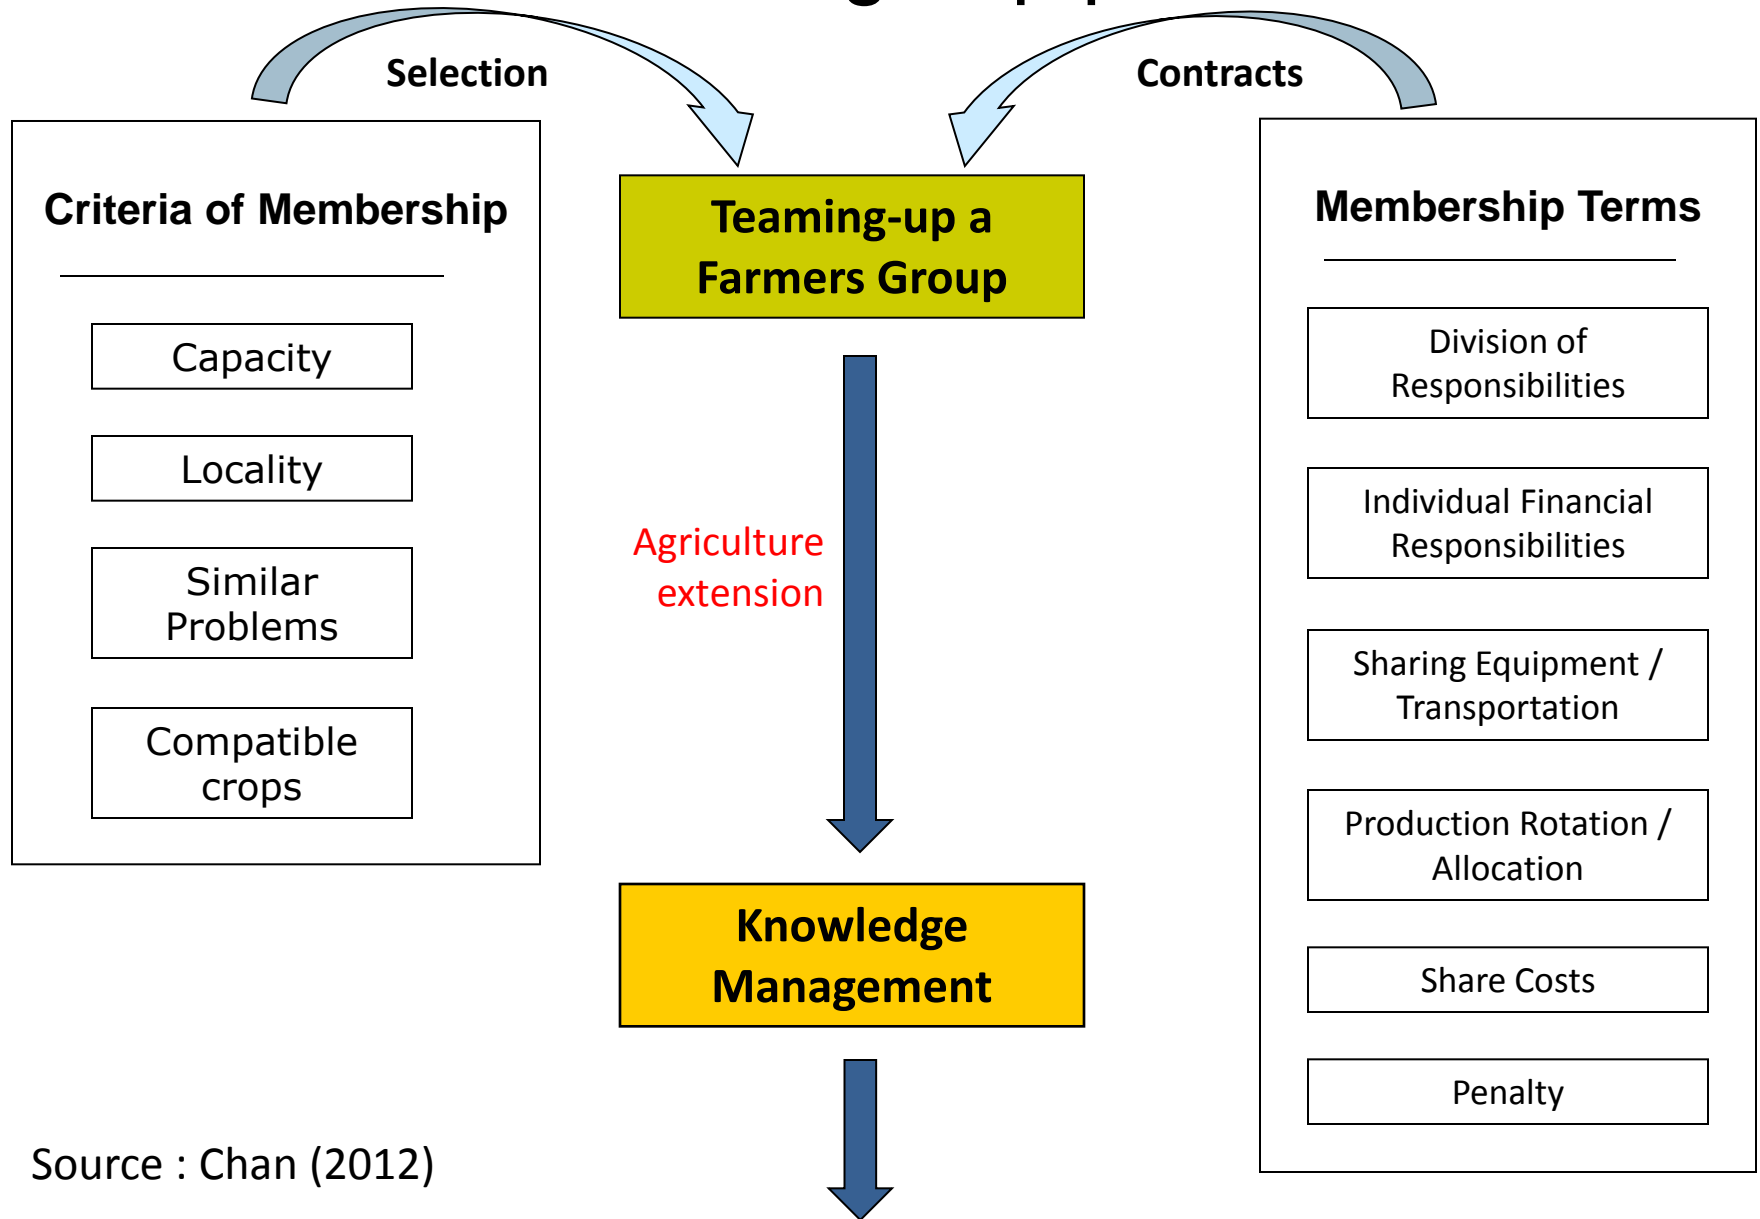 Selection
Contracts
Criteria of Membership
Capacity
Locality
Similar
Problems
Compatible
crops
Teaming-up a
Farmers Group
Agriculture
extension
Knowledge
Management
Membership Terms
Division of
Responsibilities
Individual Financial
Responsibilities
Sharing Equipment /
Transportation
Production Rotation /
Allocation
Share Costs
Penalty
Source : Chan (2012)